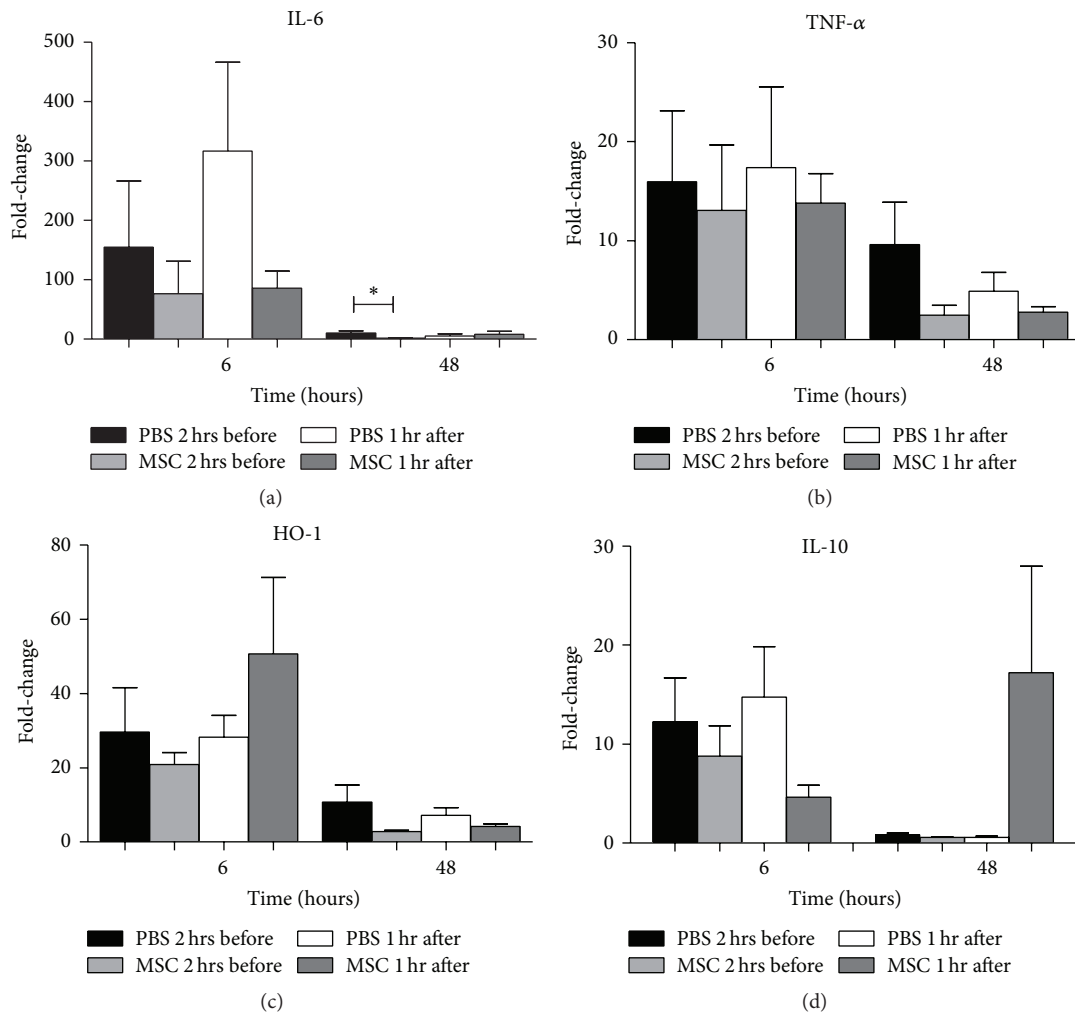 IL-6
500
400
300
200
100
0
Fold-change
*
6 48
Time (hours)
PBS 2 hrs before PBS 1 hr after
MSC 2 hrs before MSC 1 hr after
(a)
TNF-α
30
20
10
0
Fold-change
6 48
Time (hours)
PBS 2 hrs before PBS 1 hr after
MSC 2 hrs before MSC 1 hr after
(b)
HO-1
80
60
40
20
0
Fold-change
6 48
Time (hours)
PBS 2 hrs before PBS 1 hr after
MSC 2 hrs before MSC 1 hr after
(c)
IL-10
30
20
10
0
Fold-change
6 48
Time (hours)
PBS 2 hrs before PBS 1 hr after
MSC 2 hrs before MSC 1 hr after
(d)